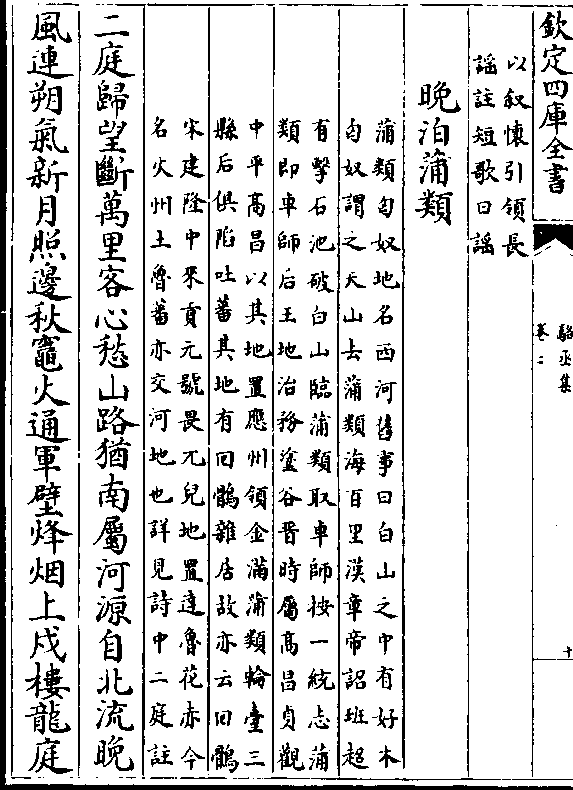 欽定四庫全書
駱丞集
卷二
十
以叙懷引領長
謡註短歌曰謡
晚泊蒲類
蒲類匈奴地名西河舊事曰白山之中有好木
匈奴謂之天山去蒲類海百里漢章帝詔班超
有擊石池破白山臨蒲類取車師按一統志蒲
類即車師后王地治務塗谷晋時屬髙昌貞觀
中平髙昌以其地置應州領金滿蒲類輪臺三
縣后俱陷吐蕃其地有回鶻雜居故亦云回鶻
宋建隆中來貢元號畏兀兒地置達魯花赤今
名火州土魯蕃亦交河地也詳見詩中二庭註
二庭歸望斷萬里客心愁山路猶南屬河源自北流晚
風連朔氣新月照邊秋竈火通軍壁烽烟上戍樓龍庭